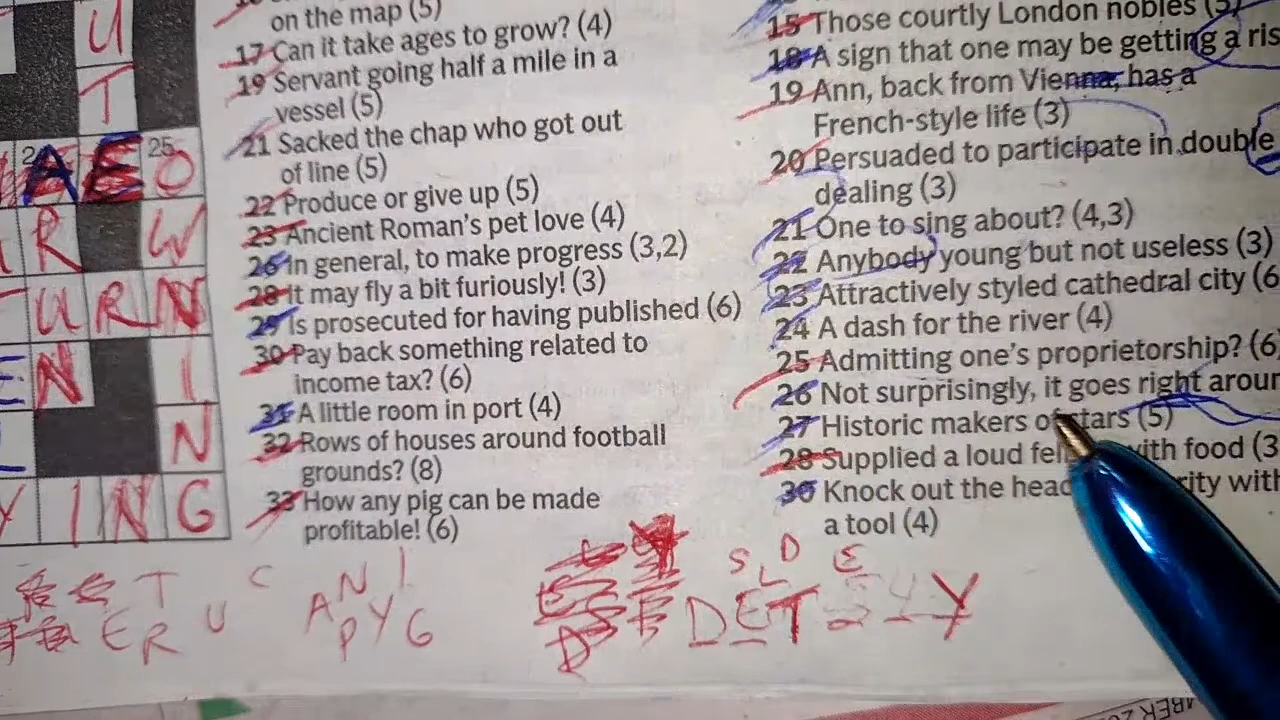 on the map (5)
17 Can it take ages to grow? (4)
19 Servant going half a mile in a
vessel (5)
21 Sacked the chap who got out
of line (5)
22 Produce or give up (5)
23 Ancient Roman's pet love (4)
26 In general, to make progress (3,2)
28 It may fly a bit furiously! (3)
29 Is prosecuted for having published (6)
30 Pay back something related to
income tax? (6)
31 A little room in port (4)
32 Rows of houses around football
grounds? (8)
33 How any pig can be made
profitable! (6)
15 Those courtly London nobles (5)
18 A sign that one may be getting a ris
19 Ann, back from Vienna, has a
French-style life (3)
20 Persuaded to participate in double
dealing (3)
21 One to sing about? (4,3)
22 Anybody young but not useless (3)
23 Attractively styled cathedral city (6
24 A dash for the river (4)
25 Admitting one's proprietorship? (6
26 Not surprisingly, it goes right aroun
27 Historic makers of stars (5)
28 Supplied a loud with food (3
30 Knock out the head with
a tool (4)
U
T
25
A E O
R W
U R N
N I
N
Y I N G
T C N I S L D E
E R U A P Y G D E T Y